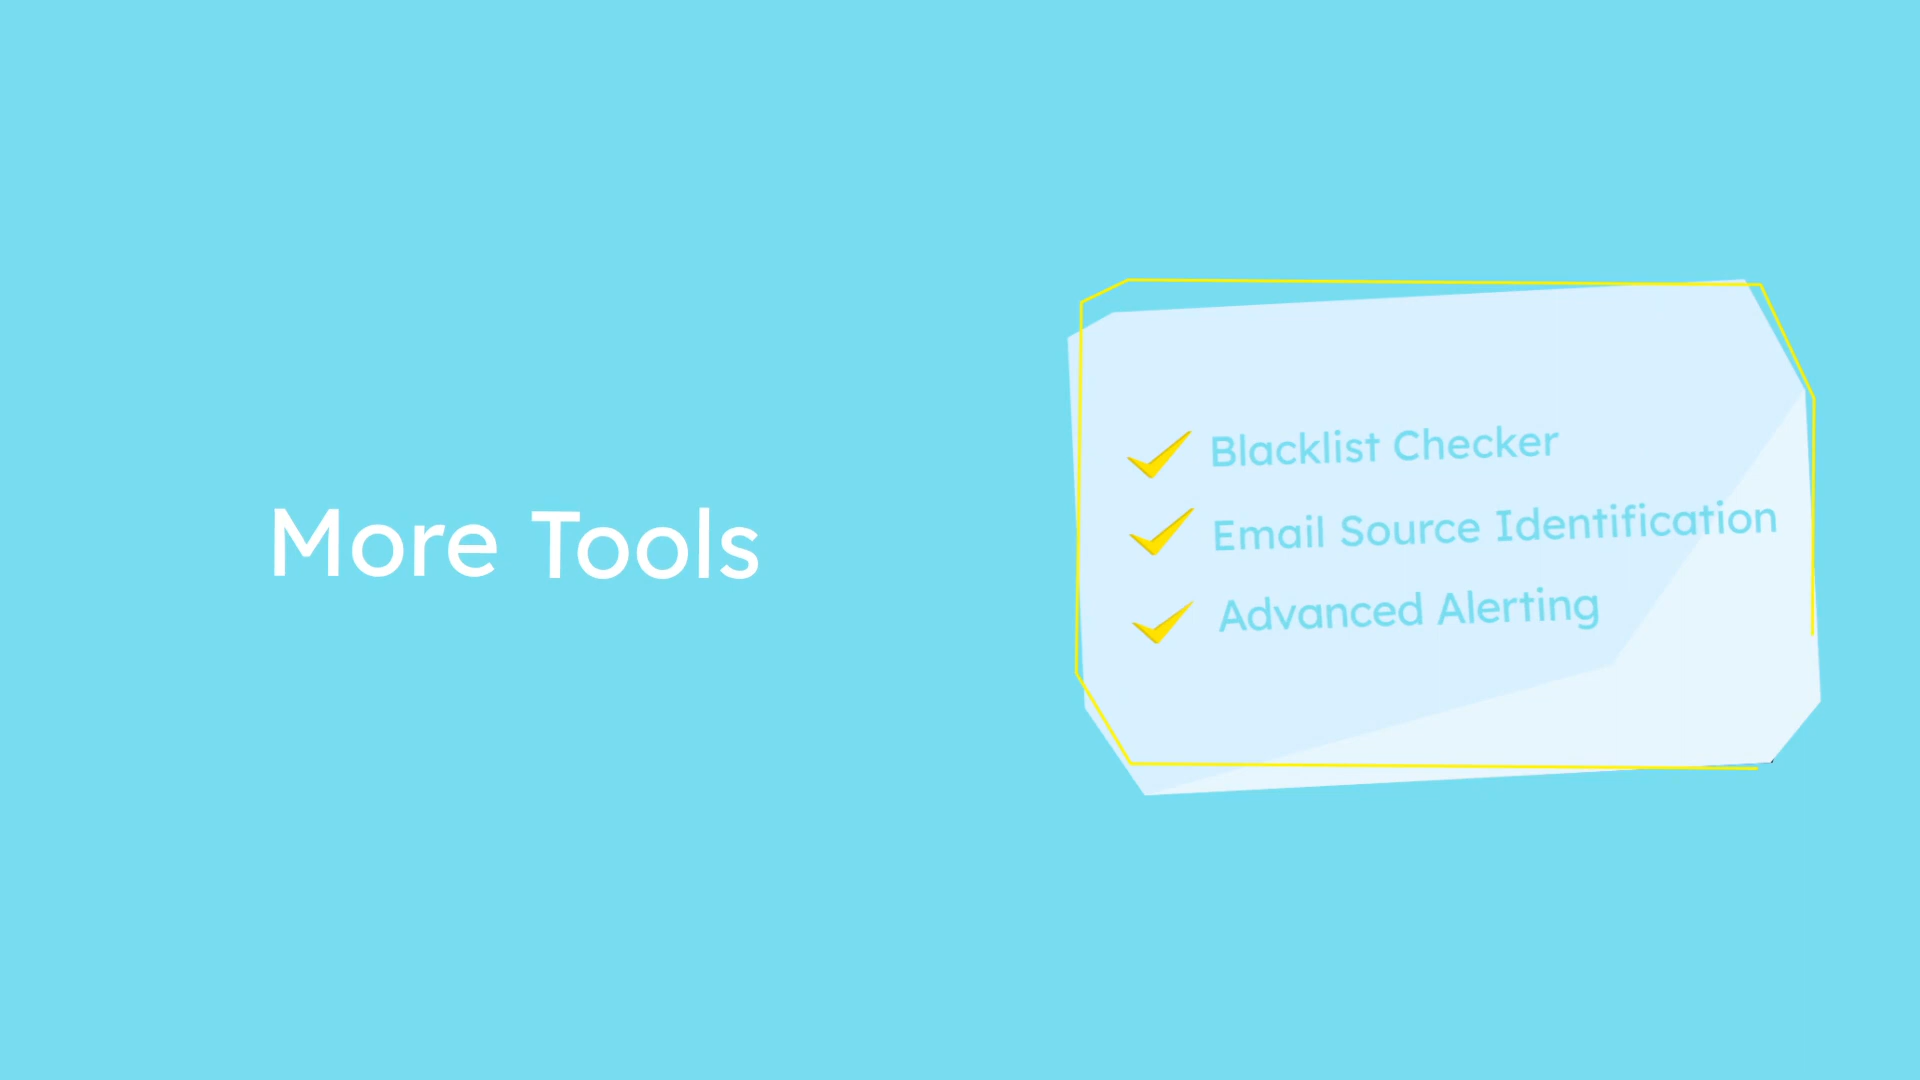 More Tools
Blacklist Checker
Email Source Identification
Advanced Alerting